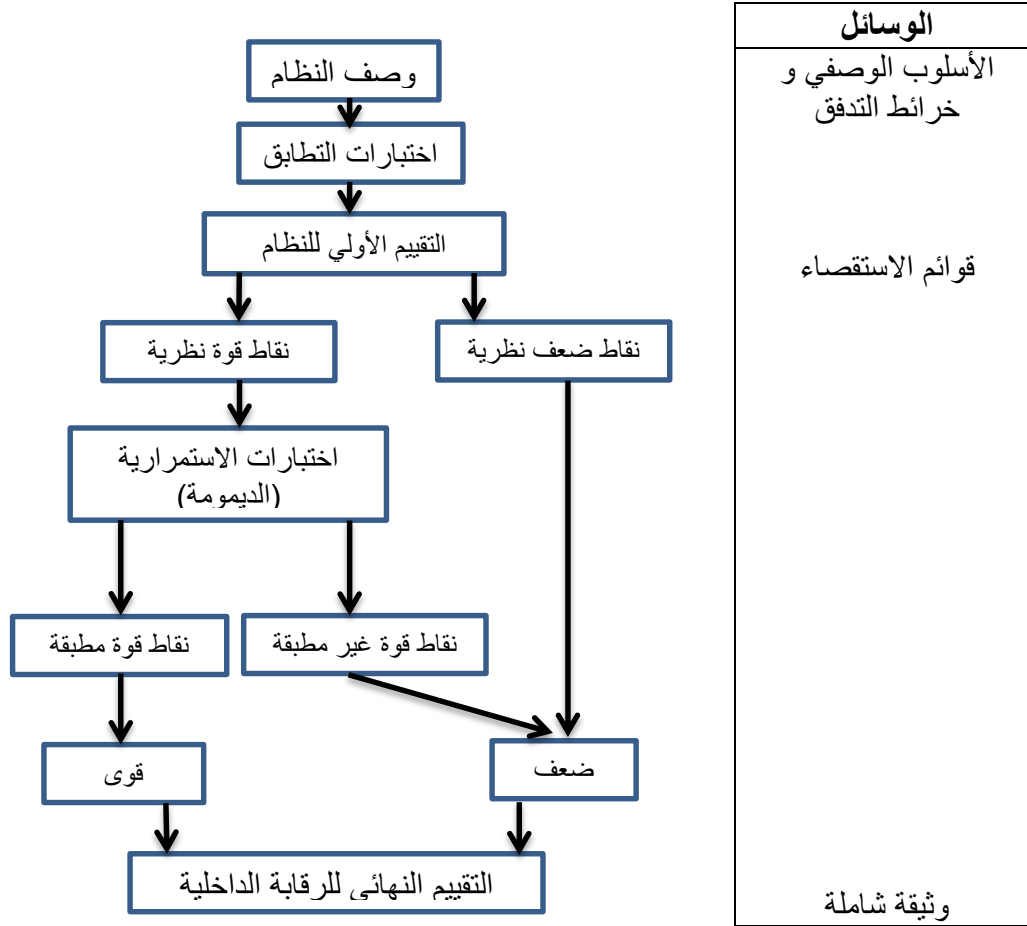 الوسائل
الأسلوب الوصفي و
خرائط التدفق
قوائم الاستقصاء
وثيقة شاملة
وصف النظام
اختبارات التطابق
التقييم الأولي للنظام
نقاط قوة نظرية
نقاط ضعف نظرية
اختبارات الاستمرارية
(الديمومة)
نقاط قوة مطبقة
نقاط قوة غير مطبقة
قوى
ضعف
التقييم النهائي للرقابة الداخلية